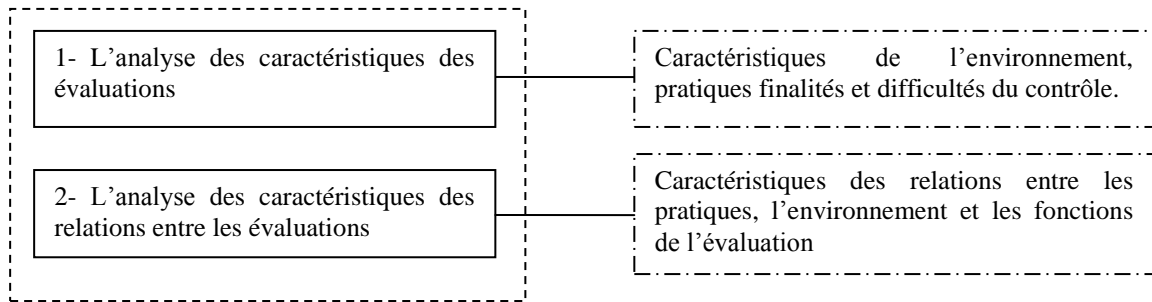 1- L’analyse des caractéristiques des
évaluations
Caractéristiques de l’environnement,
pratiques finalités et difficultés du contrôle.
2- L’analyse des caractéristiques des
relations entre les évaluations
Caractéristiques des relations entre les
pratiques, l’environnement et les fonctions
de l’évaluation